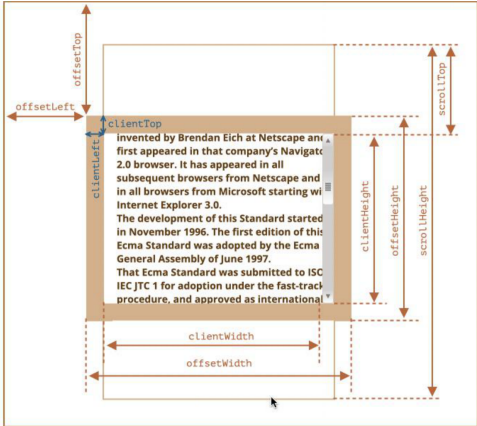 offsetTop
offsetLeft
scrollTop
clientTop
clientLeft
invented by Brendan Eich at Netscape and
first appeared in that company's Navigato
2.0 browser. It has appeared in all
subsequent browsers from Netscape and
in all browsers from Microsoft starting wi
Internet Explorer 3.0.
The development of this Standard started
in November 1996. The first edition of this
Ecma Standard was adopted by the Ecma
General Assembly of June 1997.
That Ecma Standard was submitted to ISO
IEC JTC 1 for adoption under the fast-track
procedure, and approved as international
clientHeight
offsetHeight
scrollHeight
clientWidth
offsetWidth